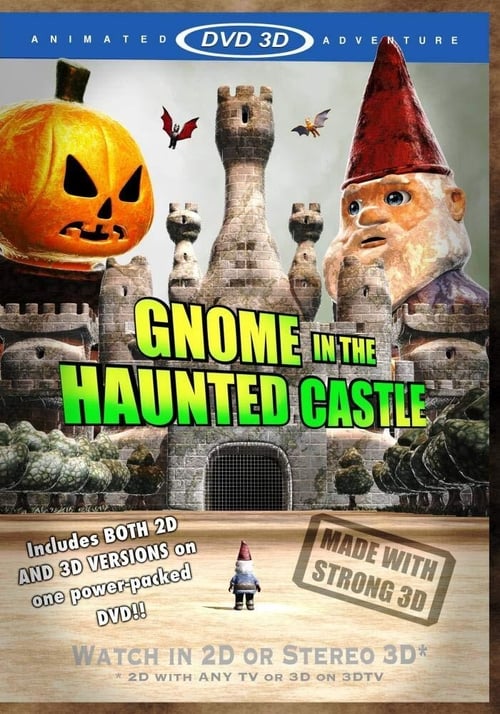 ANIMATED DVD 3D ADVENTURE
GNOME IN THE
HAUNTED CASTLE
Includes BOTH 2D
AND 3D VERSIONS on
one power-packed
DVD!!
MADE WITH
STRONG 3D
WATCH IN 2D OR STEREO 3D*
* 2D WITH ANY TV OR 3D ON 3DTV